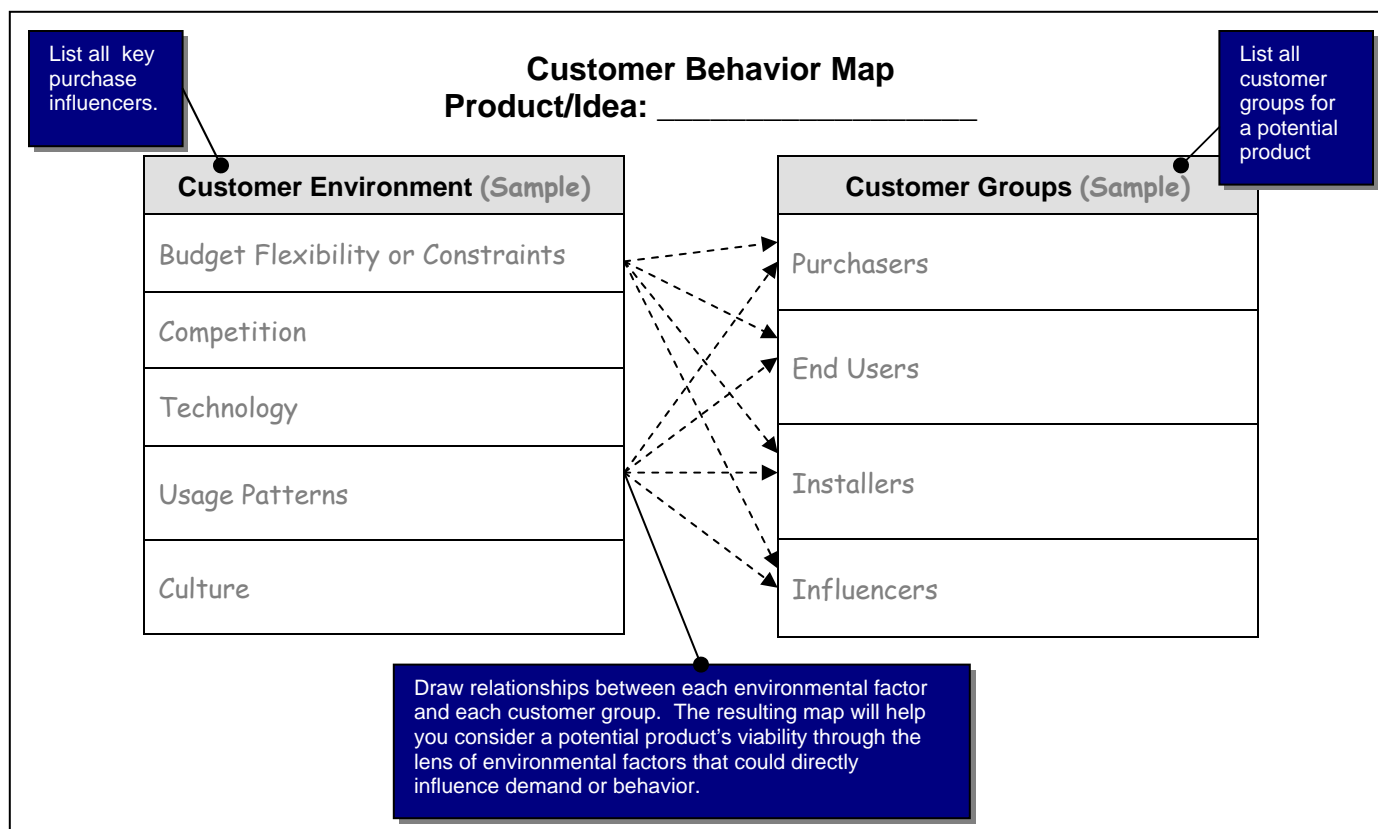 List all key
purchase
influencers.
Customer Behavior Map
Product/Idea: ___________________
List all
customer
groups for
a potential
product
Customer Environment (Sample)
Budget Flexibility or Constraints
Competition
Technology
Usage Patterns
Culture
Customer Groups (Sample)
Purchasers
End Users
Installers
Influencers
Draw relationships between each environmental factor
and each customer group. The resulting map will help
you consider a potential product’s viability through the
lens of environmental factors that could directly
influence demand or behavior.